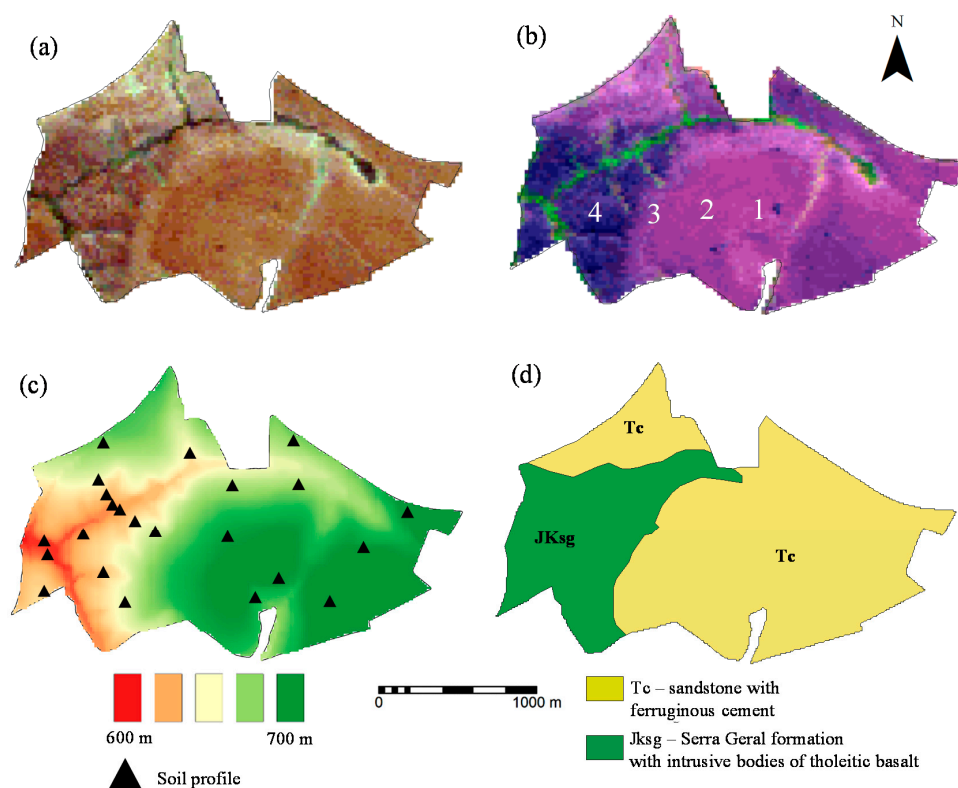 (a)
(b)
N
4 3 2 1
(c)
(d)
Tc
JKsg
Tc
600 m 700 m
Soil profile
0 1000 m
Tc – sandstone with
ferruginous cement
Jksg – Serra Geral formation
with intrusive bodies of tholeitic basalt